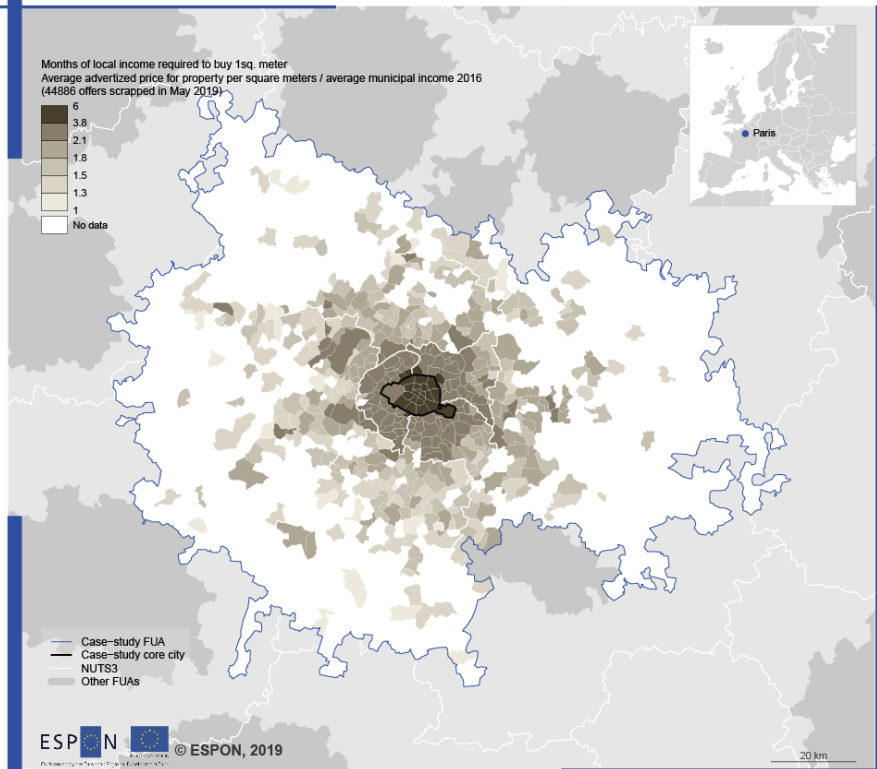 Months of local income required to buy 1sq. meter
Average advertized price for property per square meters / average municipal income 2016
(44886 offers scrapped in May 2019)
6
3.8
2.1
1.8
1.5
1.3
1
No data
Paris
Case-study FUA
Case-study core city
NUTS3
Other FUAs
ESPON
© ESPON, 2019
20 km